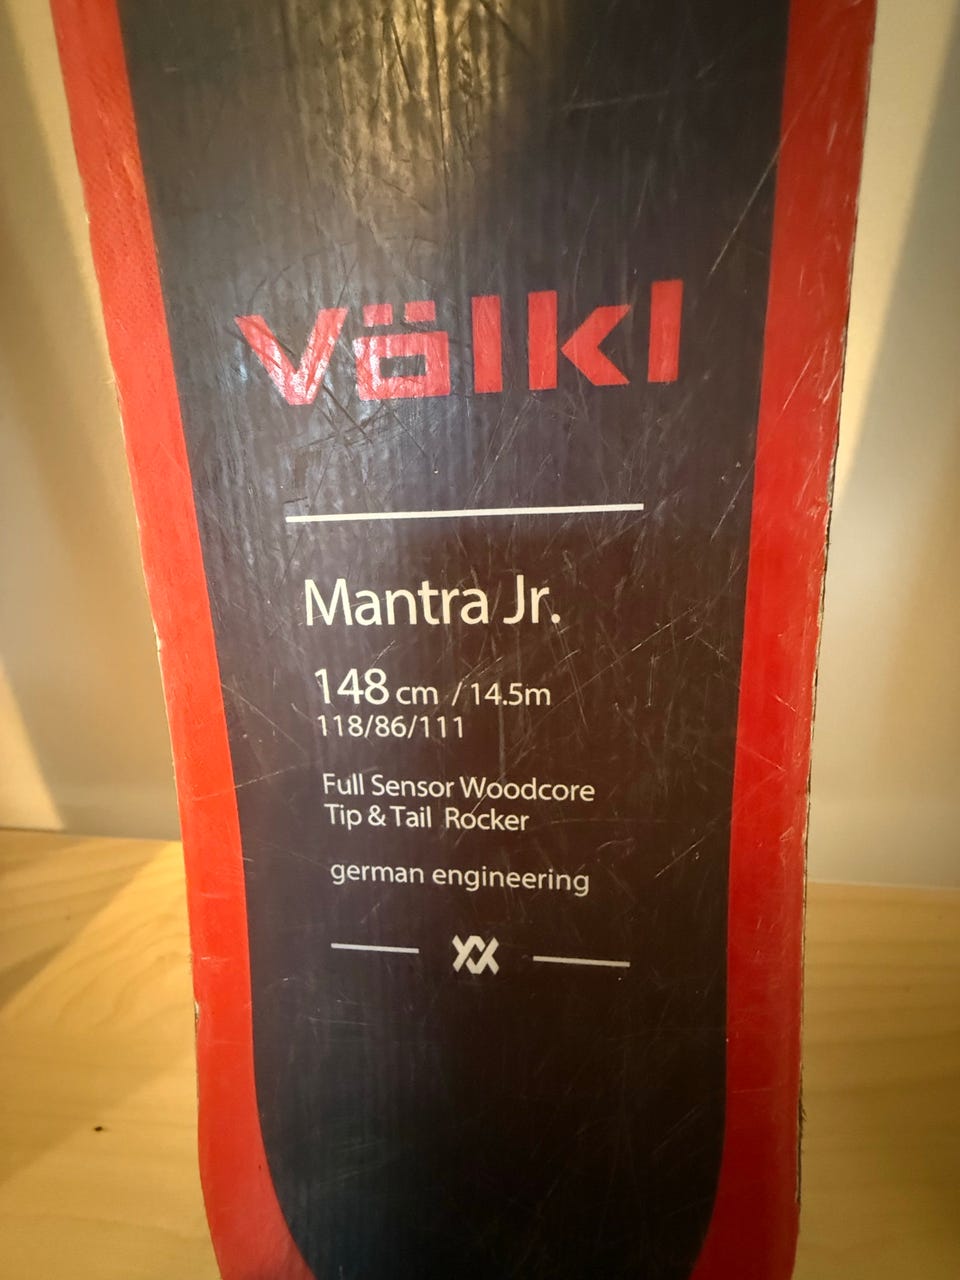 völkl
Mantra Jr.
148 cm / 14.5m
118/86/111
Full Sensor Woodcore
Tip & Tail Rocker
german engineering